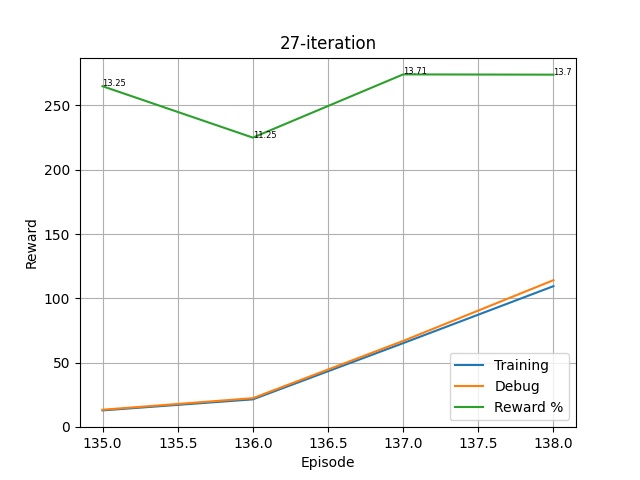 27-iteration
13.25
11.25
13.71
13.7
Reward
250
200
150
100
50
0
Training
Debug
Reward %
135.0 135.5 136.0 136.5 137.0 137.5 138.0
Episode